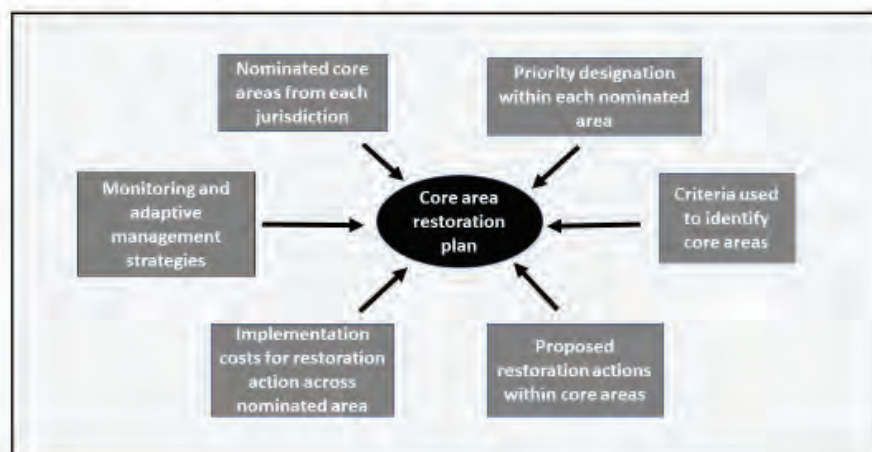 Nominated core
areas from each
jurisdiction
Priority designation
within each nominated
area
Monitoring and
adaptive
management
strategies
Core area
restoration
plan
Criteria used
to identify
core areas
Implementation
costs for restoration
action across
nominated area
Proposed
restoration actions
within core areas